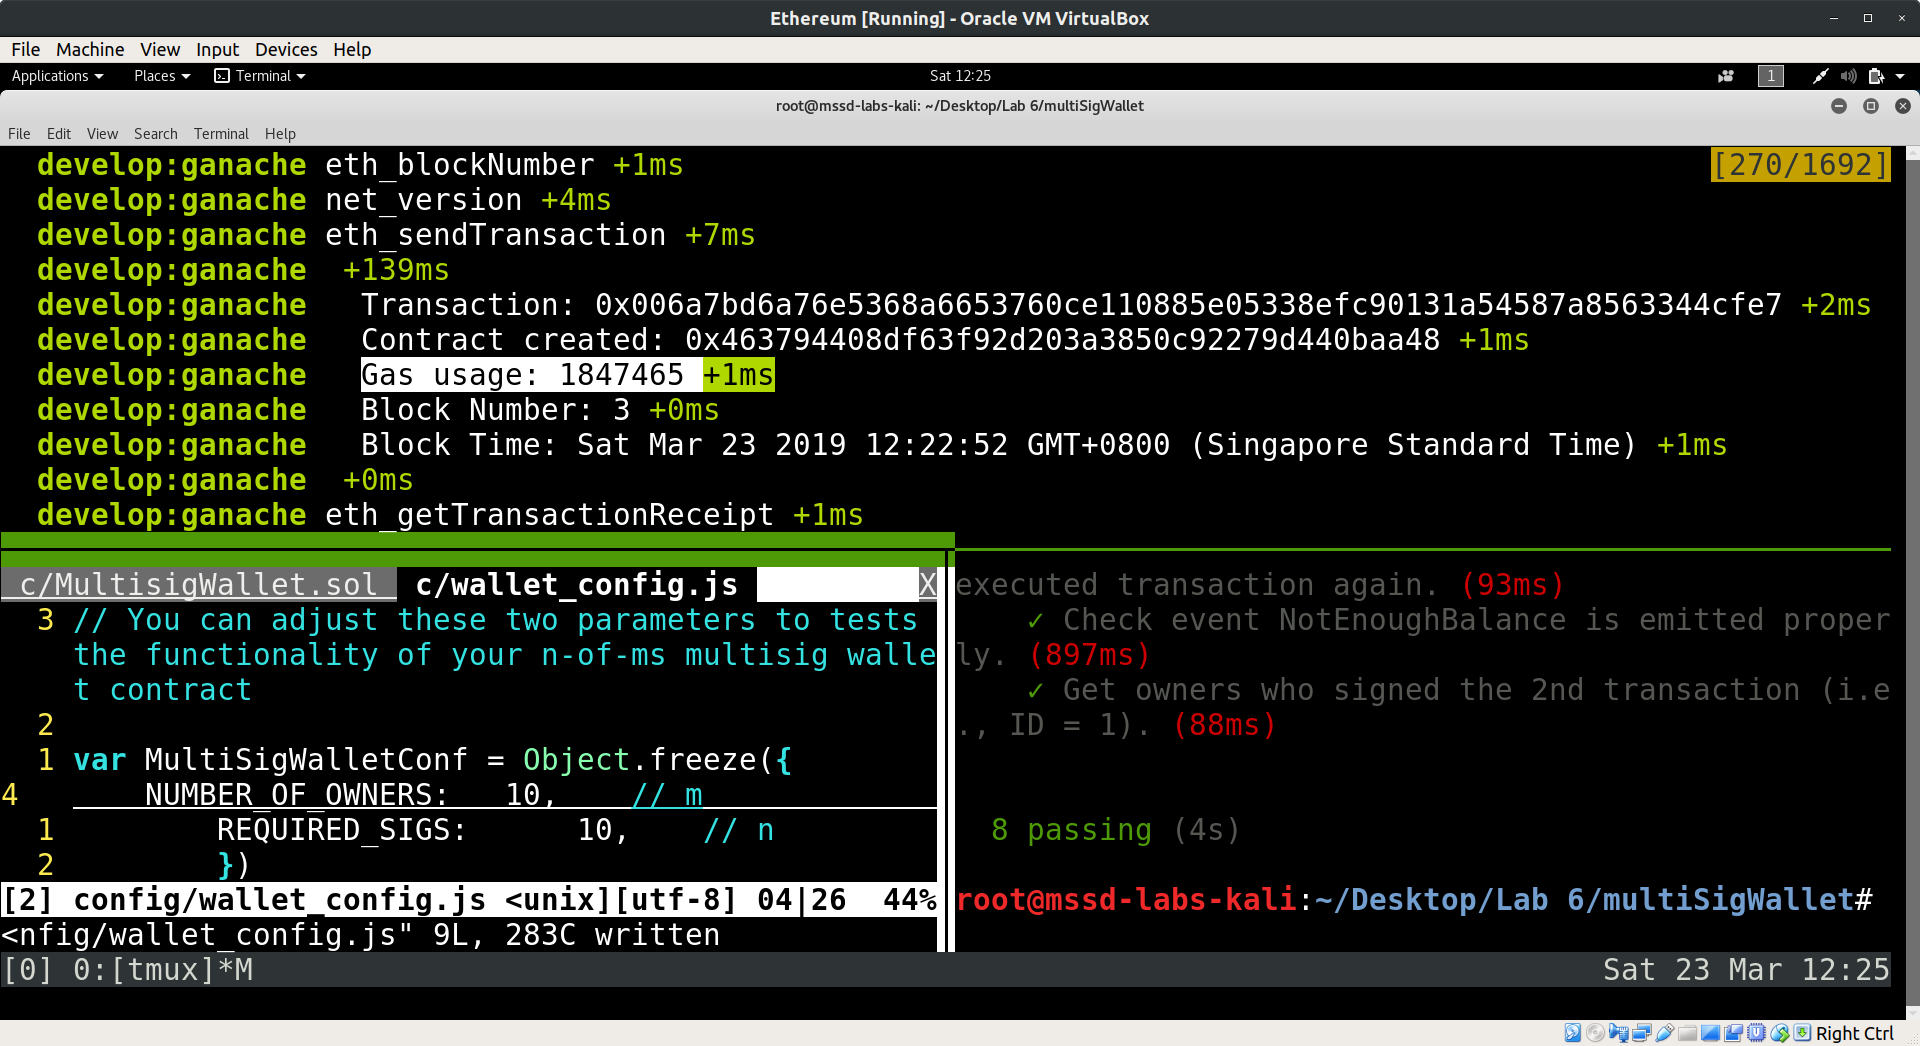 Ethereum [Running] - Oracle VM VirtualBox
File Machine View Input Devices Help
Applications Places Terminal Sat 12:25 1
root@mssd-labs-kali: ~/Desktop/Lab 6/multiSigWallet
File Edit View Search Terminal Help
develop:ganache eth_blockNumber +1ms [270/1692]
develop:ganache net_version +4ms
develop:ganache eth_sendTransaction +7ms
develop:ganache +139ms
develop:ganache Transaction: 0x006a7bd6a76e5368a6653760ce110885e05338efc90131a54587a8563344cfe7 +2ms
develop:ganache Contract created: 0x463794408df63f92d203a3850c92279d440baa48 +1ms
develop:ganache Gas usage: 1847465 +1ms
develop:ganache Block Number: 3 +0ms
develop:ganache Block Time: Sat Mar 23 2019 12:22:52 GMT+0800 (Singapore Standard Time) +1ms
develop:ganache +0ms
develop:ganache eth_getTransactionReceipt +1ms
c/MultisigWallet.sol c/wallet_config.js X
3 // You can adjust these two parameters to tests
the functionality of your n-of-ms multisig walle
t contract
2
1 var MultiSigWalletConf = Object.freeze({
4 NUMBER_OF_OWNERS: 10, // m
1 REQUIRED_SIGS: 10, // n
2 })
[2] config/wallet_config.js <unix][utf-8] 04|26 44%
<nfig/wallet_config.js" 9L, 283C written
executed transaction again. (93ms)
✓ Check event NotEnoughBalance is emitted proper
ly. (897ms)
✓ Get owners who signed the 2nd transaction (i.e
., ID = 1). (88ms)
8 passing (4s)
root@mssd-labs-kali:~/Desktop/Lab 6/multiSigWallet#
[0] 0:[tmux]*M Sat 23 Mar 12:25
Right Ctrl